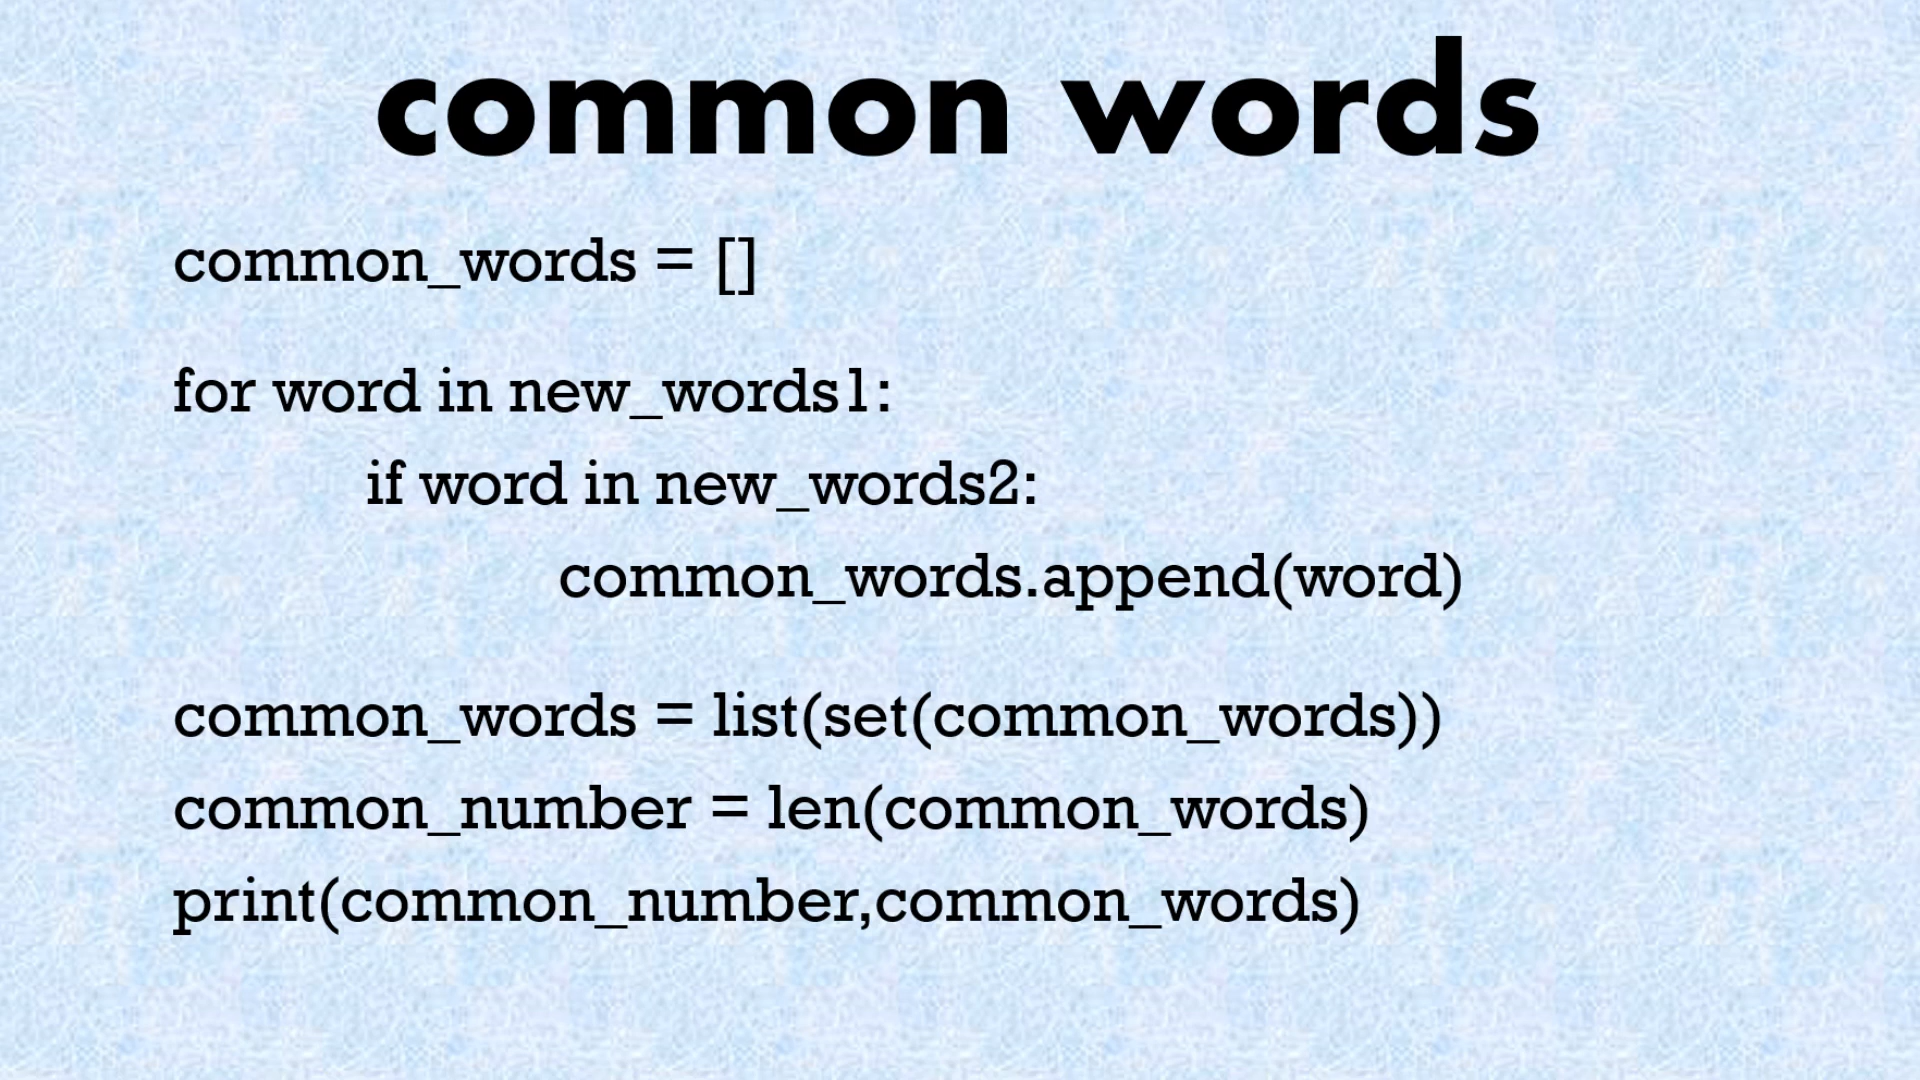 common words
common_words = []
for word in new_words1:
if word in new_words2:
common_words.append(word)
common_words = list(set(common_words))
common_number = len(common_words)
print(common_number,common_words)